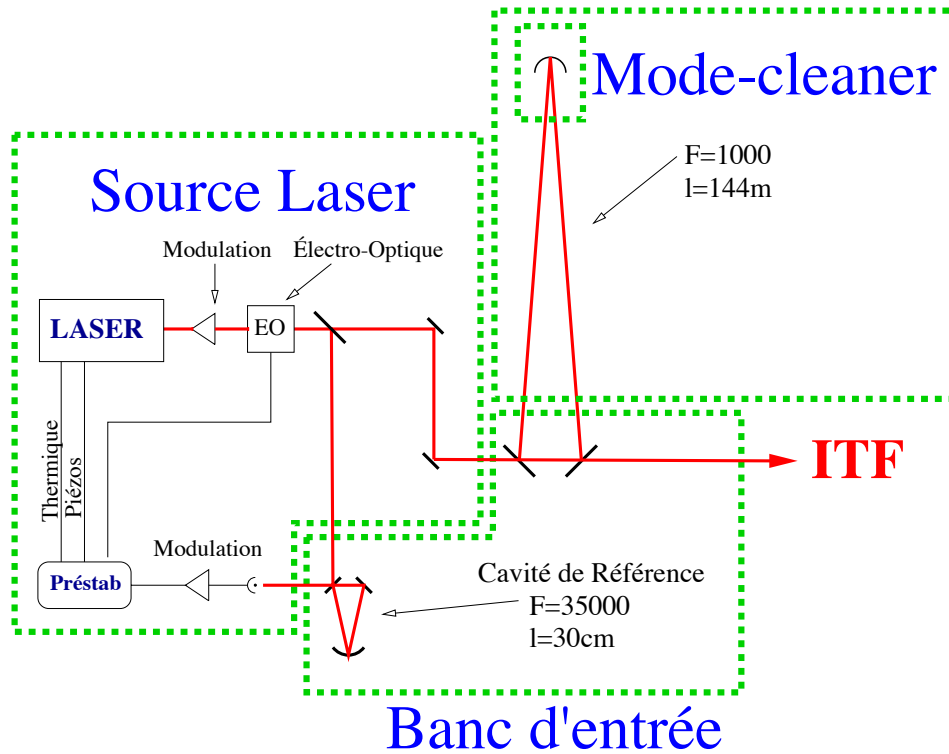 Mode-cleaner
F=1000
l=144m
Source Laser
Modulation
Électro-Optique
LASER
EO
Thermique
Piézos
ITF
Modulation
Préstab
Cavité de Référence
F=35000
l=30cm
Banc d'entrée